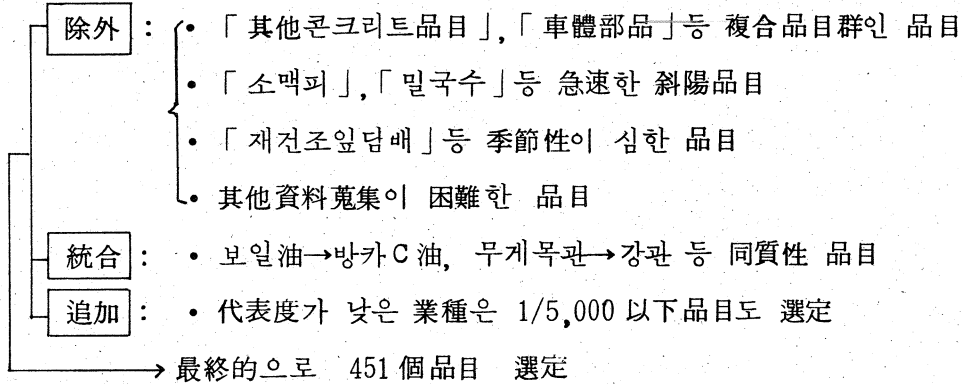 除外 : • 「其他콘크리트品目」,「車體部品」등 複合品目群인 品目
• 「소맥피」,「밀국수」등 急速한 斜陽品目
• 「재건조잎담배」등 季節性이 심한 品目
• 其他資料蒐集이 困難한 品目
統合 : • 보일油→방카C油, 무게목관→강관 등 同質性 品目
追加 : • 代表度가 낮은 業種은 1/5,000 以下品目도 選定
→ 最終的으로 451個品目 選定